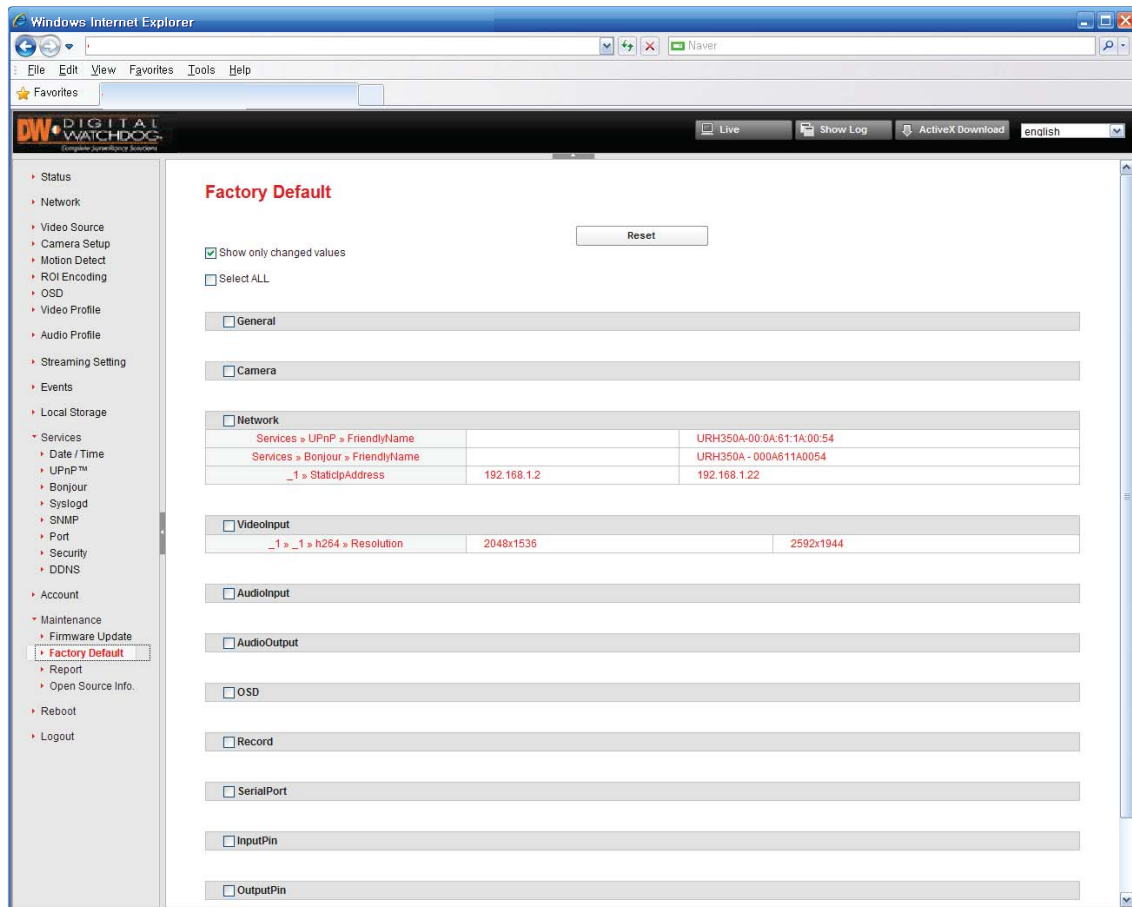 Windows Internet Explorer
Naver
File Edit View Favorites Tools Help
Favorites
DW DIGITAL WATCHDOG
Complete Surveillance Solutions
Live Show Log ActiveX Download english
Status
Network
Video Source
Camera Setup
Motion Detect
ROI Encoding
OSD
Video Profile
Audio Profile
Streaming Setting
Events
Local Storage
Services
Date / Time
UPnP™
Bonjour
Syslogd
SNMP
Port
Security
DDNS
Account
Maintenance
Firmware Update
Factory Default
Report
Open Source Info.
Reboot
Logout
Factory Default
Reset
Show only changed values
Select ALL
General
Camera
Network
Services » UPnP » FriendlyName URH350A-00:0A:61:1A:00:54
Services » Bonjour » FriendlyName URH350A - 000A611A0054
_1 » StaticIpAddress 192.168.1.2 192.168.1.22
VideoInput
_1 » _1 » h264 » Resolution 2048x1536 2592x1944
AudioInput
AudioOutput
OSD
Record
SerialPort
InputPin
OutputPin